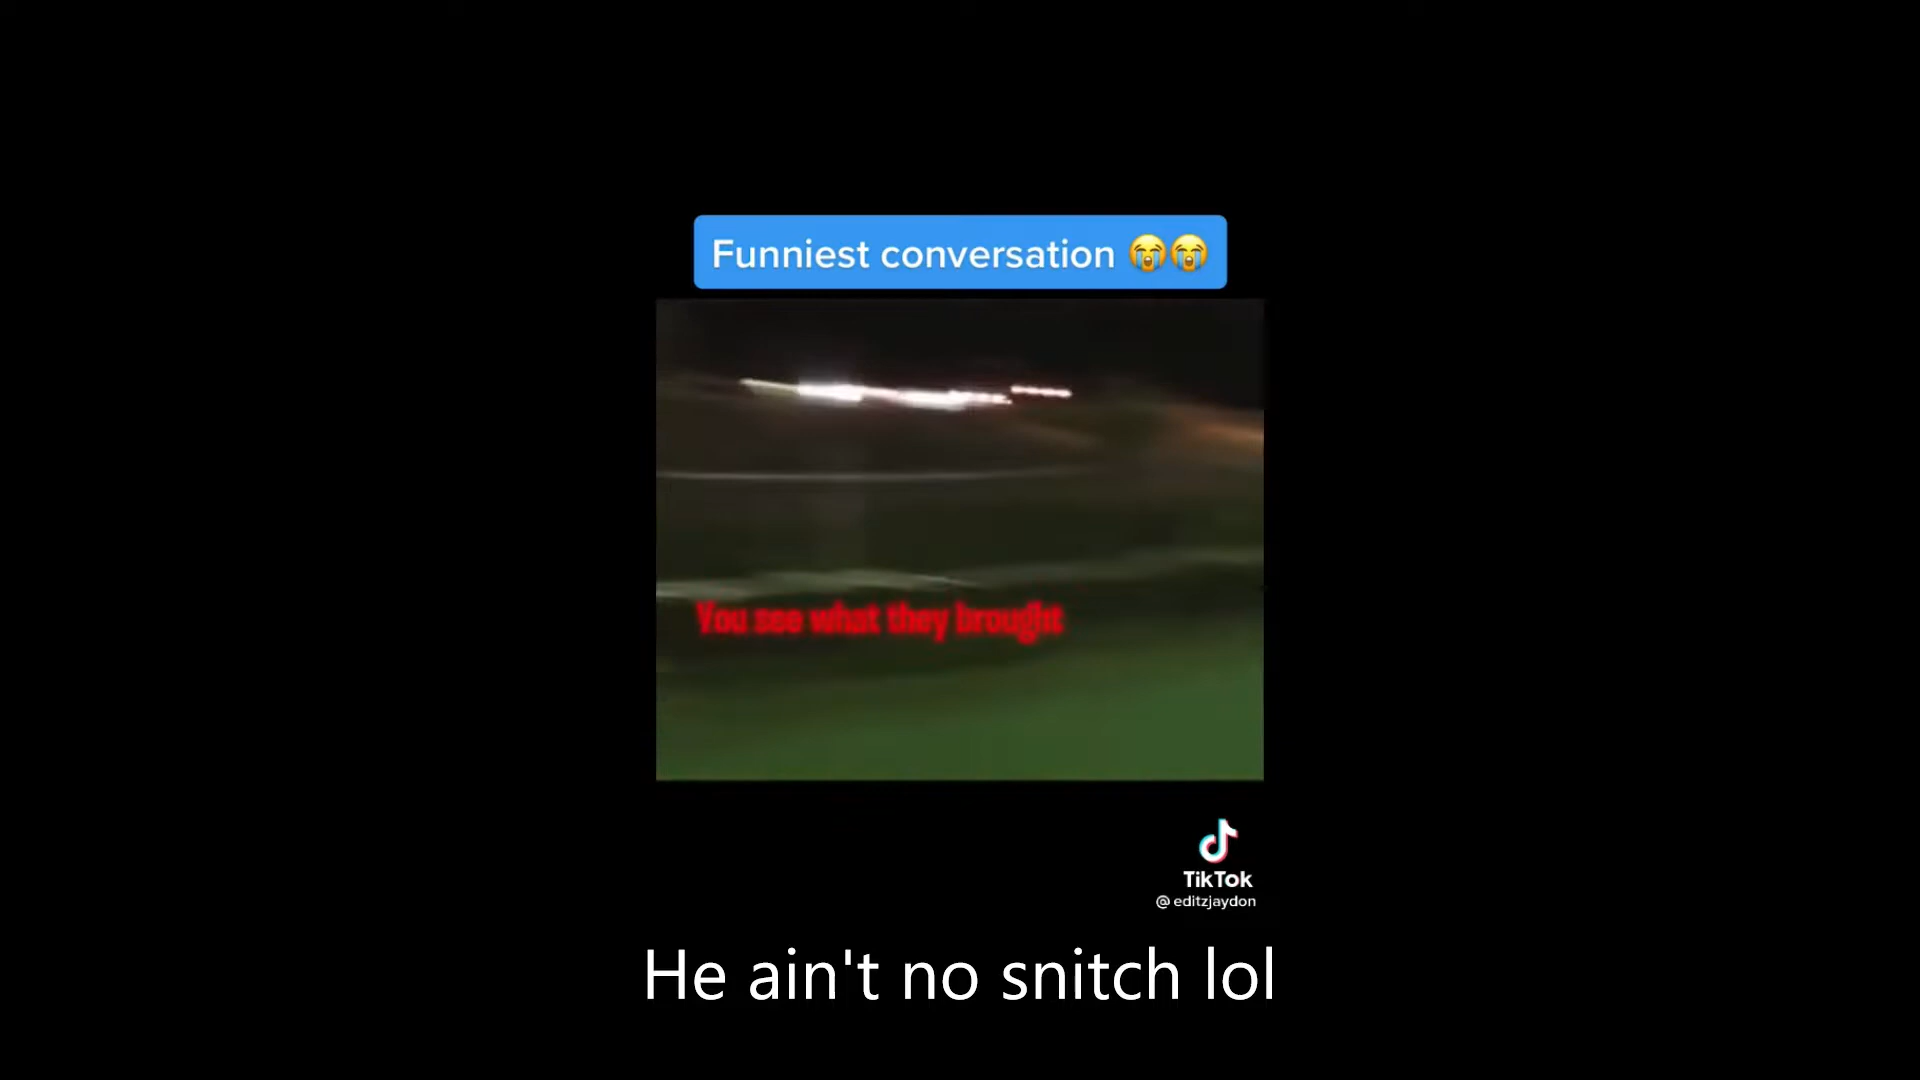 Funniest conversation 😭😭
You see what they brought
TikTok
@editzjaydon
He ain't no snitch lol